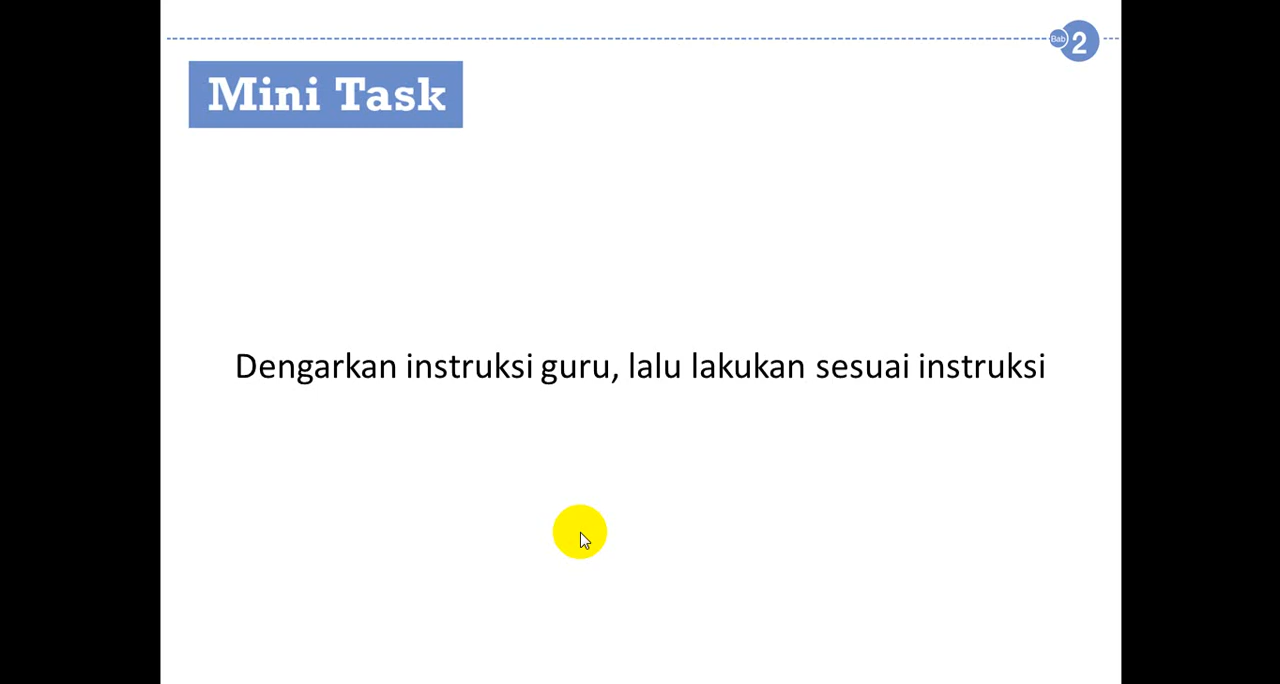 Bab 2
Mini Task
Dengarkan instruksi guru, lalu lakukan sesuai instruksi